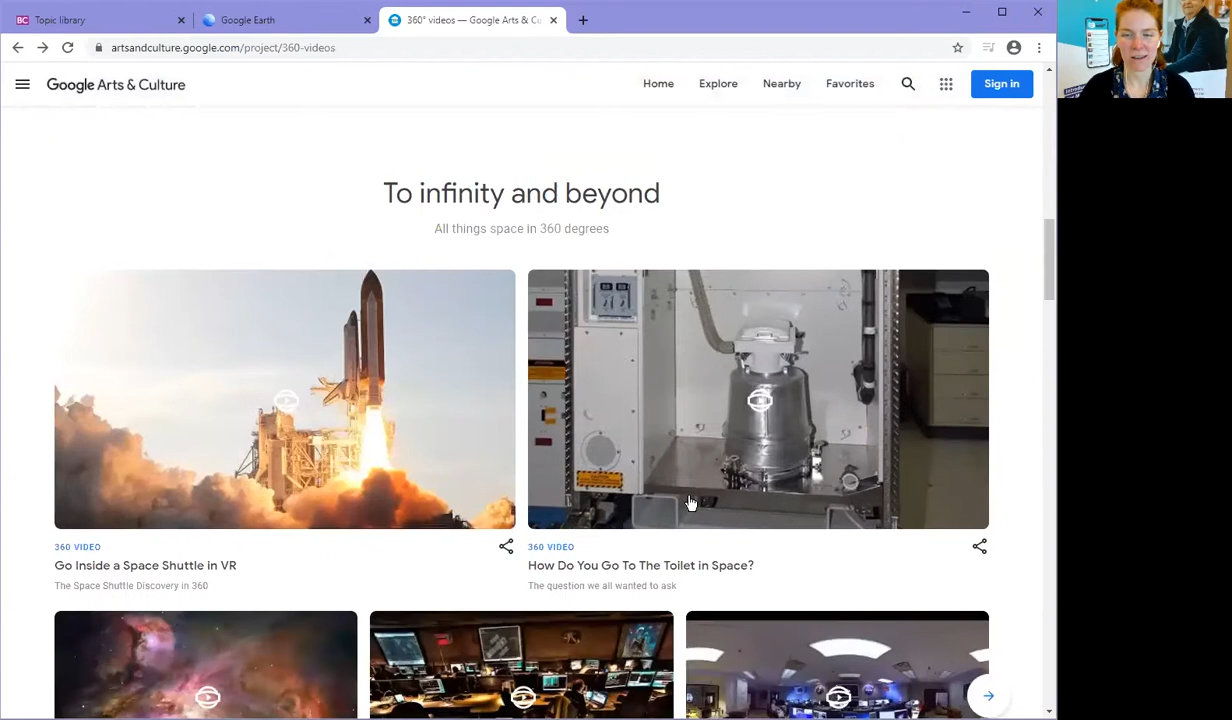 BC Topic library
Google Earth
360° videos — Google Arts & Cu
artsandculture.google.com/project/360-videos
Google Arts & Culture
Home
Explore
Nearby
Favorites
Sign in
To infinity and beyond
All things space in 360 degrees
360 VIDEO
Go Inside a Space Shuttle in VR
The Space Shuttle Discovery in 360
360 VIDEO
How Do You Go To The Toilet in Space?
The question we all wanted to ask